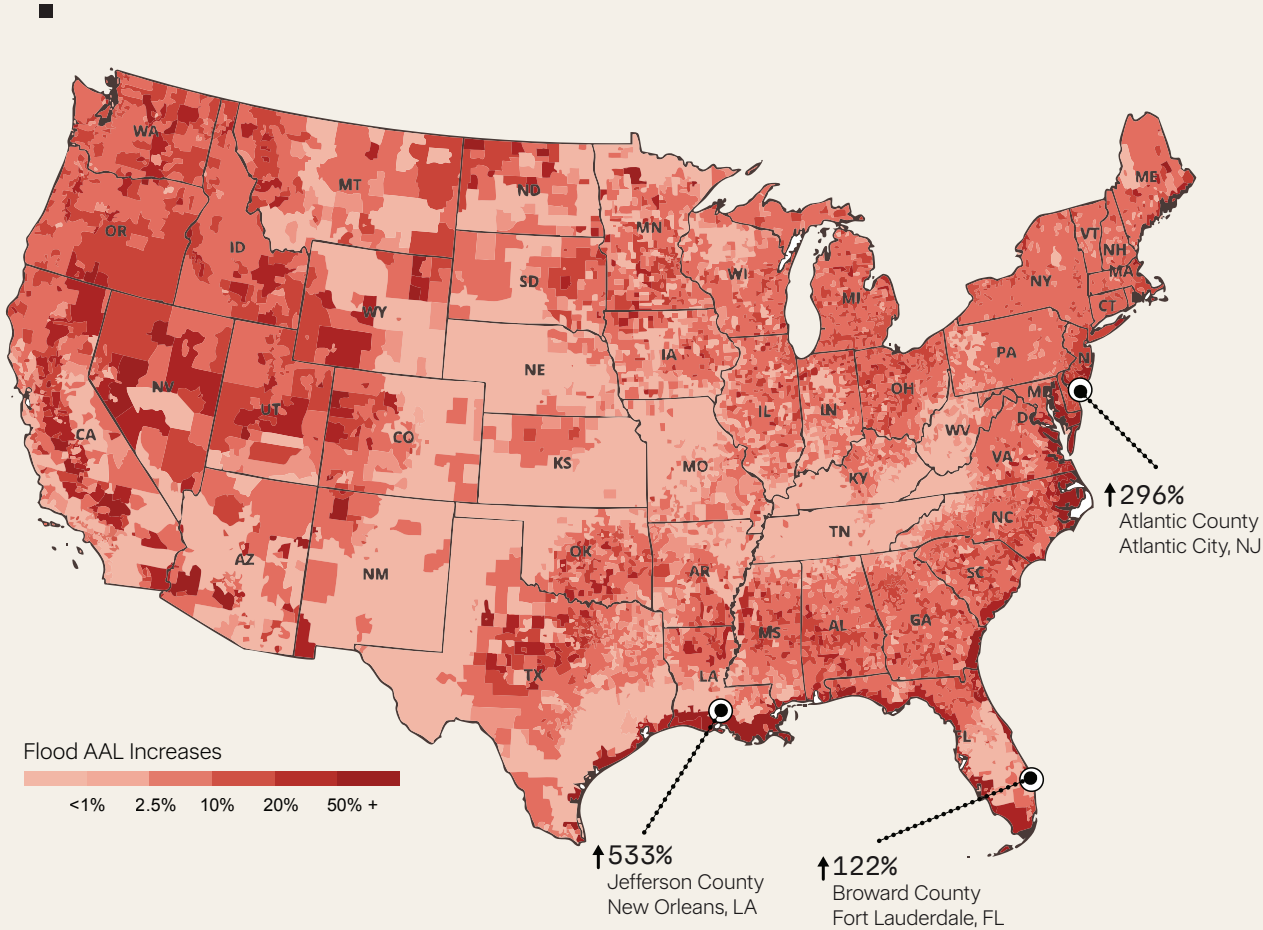 WA
MT
ND
ME
MN
OR
ID
VT
NH
MA
NY
WI
SD
MI
WY
CT
IA
PA
NE
NV
OH
UT
IL
IN
MD
DC
CA
CO
WV
KS
MO
VA
KY
NC
TN
OK
AZ
NM
AR
SC
MS
AL
GA
TX
LA
FL
296%
Atlantic County
Atlantic City, NJ
Flood AAL Increases
<1% 2.5% 10% 20% 50% +
533%
Jefferson County
New Orleans, LA
122%
Broward County
Fort Lauderdale, FL